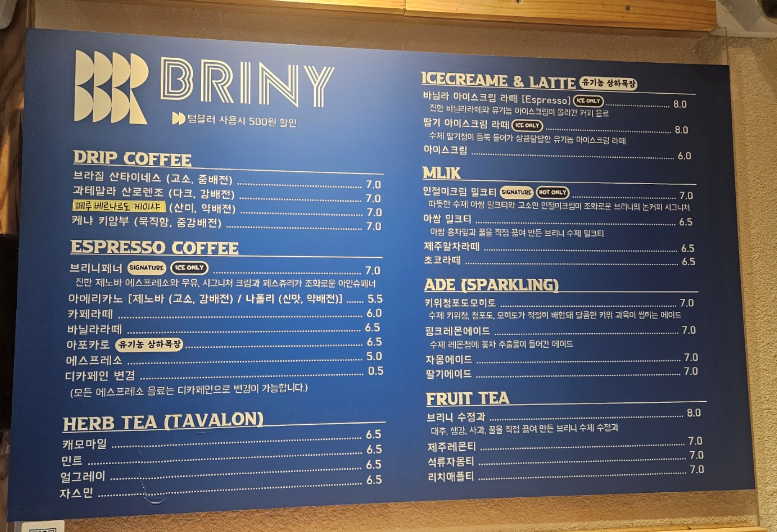 BRINY
텀블러 사용시 500원 할인
DRIP COFFEE
브라질 산타이네스 (고소, 중배전) 7.0
과테말라 산로렌조 (다크, 강배전) 7.0
페루 베르나르도 게이샤 (산미, 약배전) 7.0
케냐 키암부 (묵직함, 중강배전) 7.0
ESPRESSO COFFEE
브리니페너 SIGNATURE ICE ONLY 7.0
진한 제노바 에스프레소와 우유, 시그니처 크림과 페스츄리가 조화로운 아인슈페너
아메리카노 [제노바 (고소, 강배전) / 나폴리 (신맛, 약배전)] 5.5
카페라떼 6.0
바닐라라떼 6.5
아포카토 유기농 상하목장 6.5
에스프레소 5.0
디카페인 변경 0.5
(모든 에스프레소 음료는 디카페인으로 변경이 가능합니다.)
HERB TEA (TAVALON)
캐모마일 6.5
민트 6.5
얼그레이 6.5
자스민 6.5
ICECREAME & LATTE 유기농 상하목장
바닐라 아이스크림 라떼 [Espresso] ICE ONLY 8.0
진한 바닐라라떼와 유기농 아이스크림이 올라간 커피 음료
딸기 아이스크림 라떼 ICE ONLY 8.0
수제 딸기청이 듬뿍 들어가 상큼달달한 유기농 아이스크림 라떼
아이스크림 6.0
MLIK
인절미크림 밀크티 SIGNATURE HOT ONLY 7.0
따뜻한 수제 아쌈 밀크티와 고소한 인절미크림이 조화로운 브리니의 논커피 시그니처
아쌈 밀크티 6.5
아쌈 홍차잎과 꿀을 직접 끓여 만든 브리니 수제 밀크티
제주말차라떼 6.5
초코라떼 6.5
ADE (SPARKLING)
키위청포도모히토 7.0
수제 키위청, 청포도, 모히토가 적절히 배합돼 달콤한 키위 과육이 씹히는 에이드
핑크레몬에이드 7.0
수제 레몬청에 꽃차 추출물이 들어간 에이드
자몽에이드 7.0
딸기에이드 7.0
FRUIT TEA
브리니 수정과 8.0
대추, 생강, 사과, 꿀을 직접 끓여 만든 브리니 수제 수정과
제주레몬티 7.0
석류자몽티 7.0
리치애플티 7.0